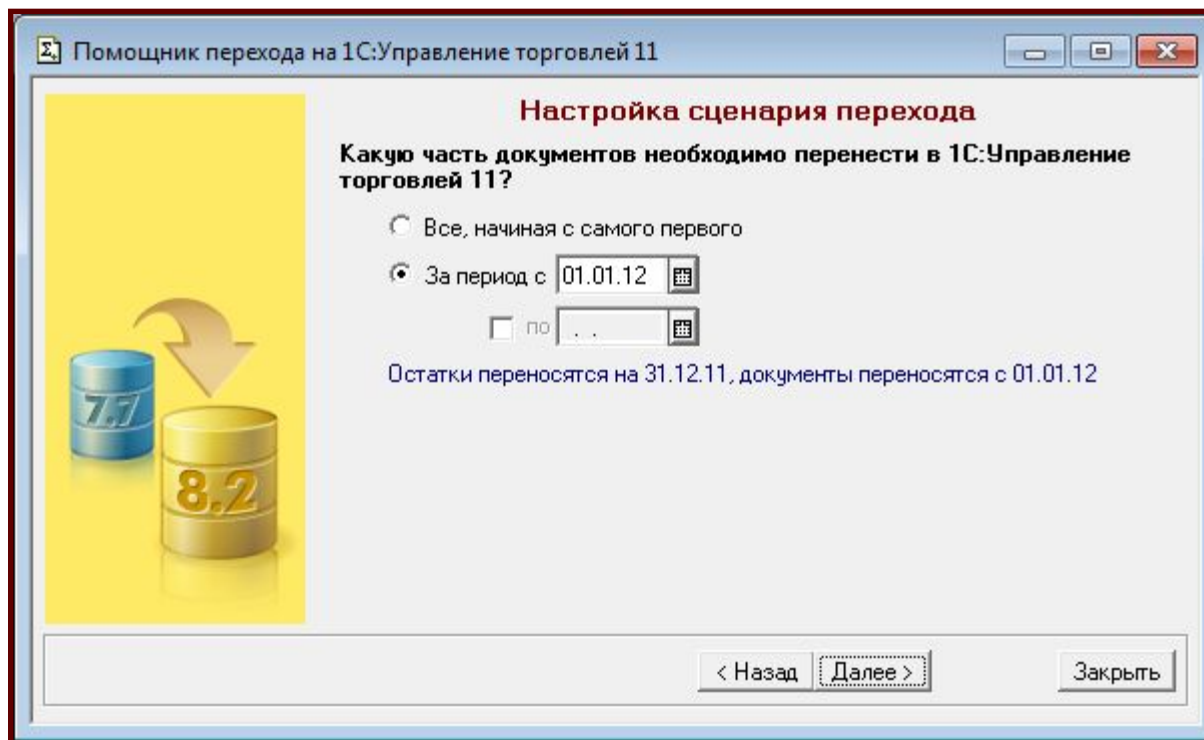 Помощник перехода на 1С:Управление торговлей 11
Настройка сценария перехода
Какую часть документов необходимо перенести в 1С:Управление
торговлей 11?
Все, начиная с самого первого
За период с 01.01.12
по . .
Остатки переносятся на 31.12.11, документы переносятся с 01.01.12
7.7
8.2
< Назад Далее > Закрыть